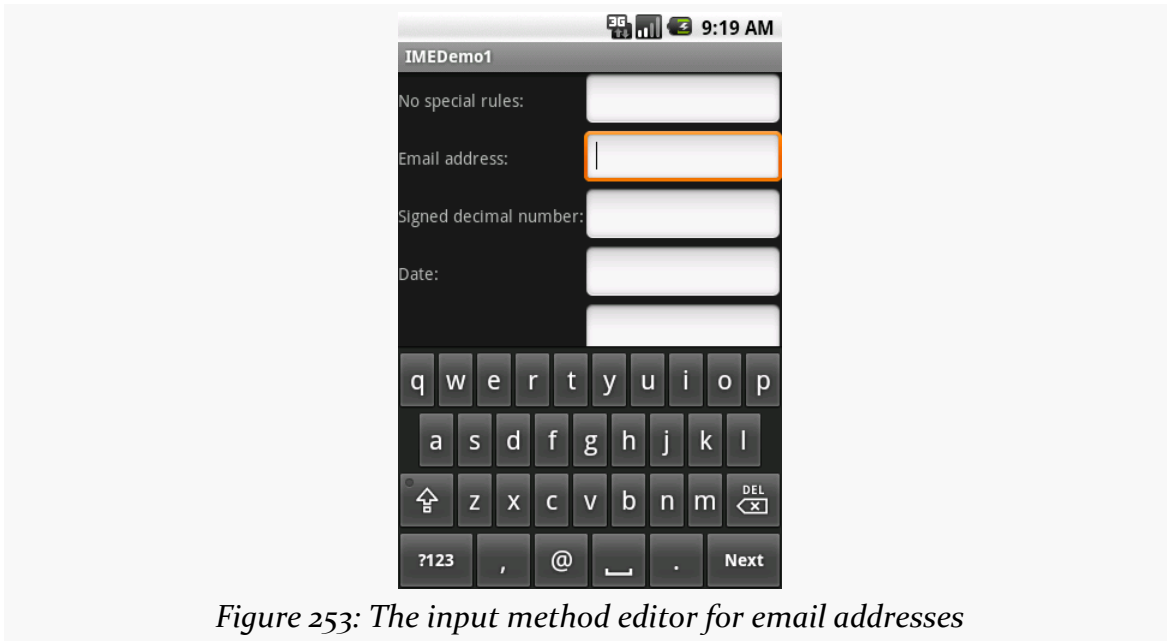 3G 9:19 AM
IMEDemo1
No special rules:
Email address:
Signed decimal number:
Date:
q w e r t y u i o p
a s d f g h j k l
z x c v b n m DEL
?123 , @ . Next
Figure 253: The input method editor for email addresses